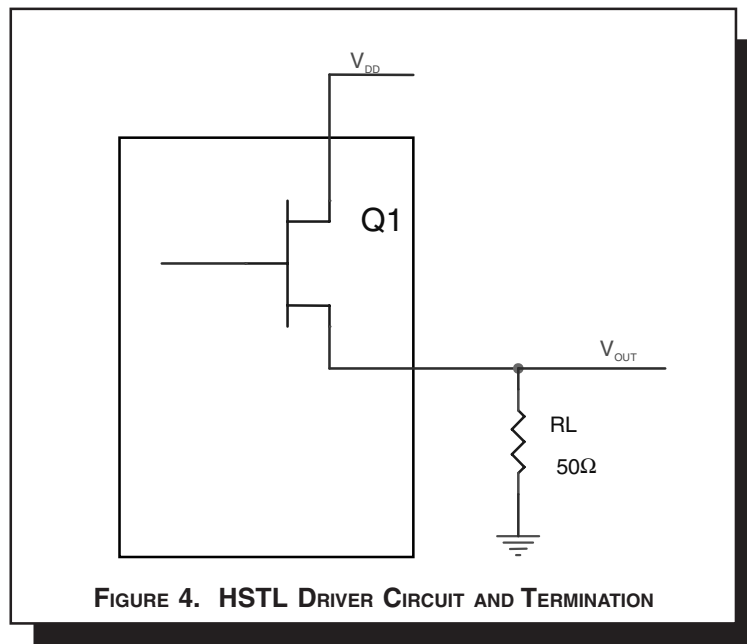 V_DD
Q1
V_OUT
RL
50Ω
FIGURE 4. HSTL DRIVER CIRCUIT AND TERMINATION